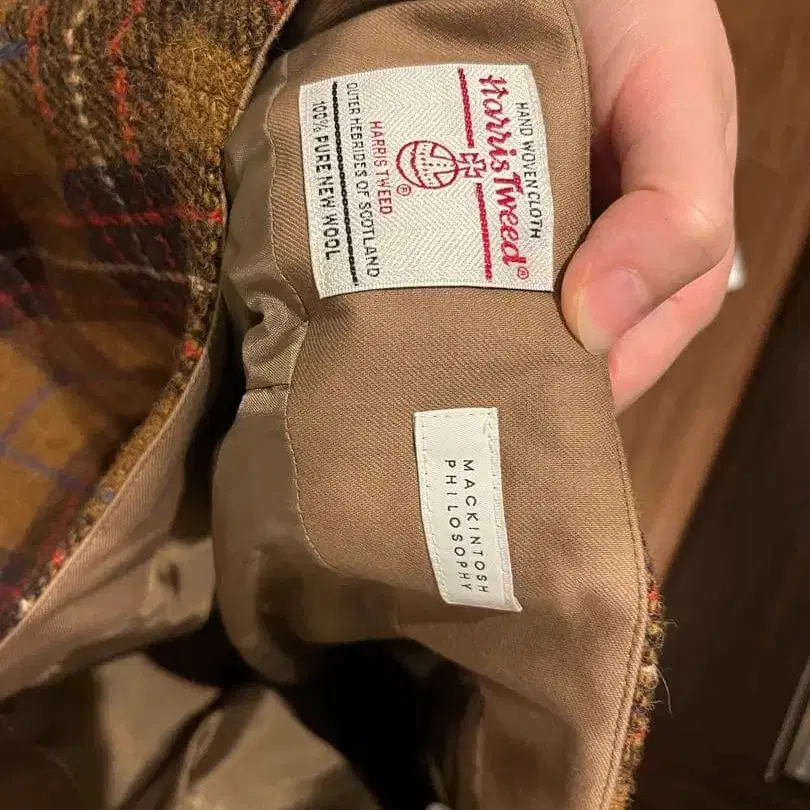 HAND WOVEN CLOTH
Harris Tweed®
®
HARRIS TWEED
OUTER HEBRIDES OF SCOTLAND
100% PURE NEW WOOL
MACKINTOSH
PHILOSOPHY